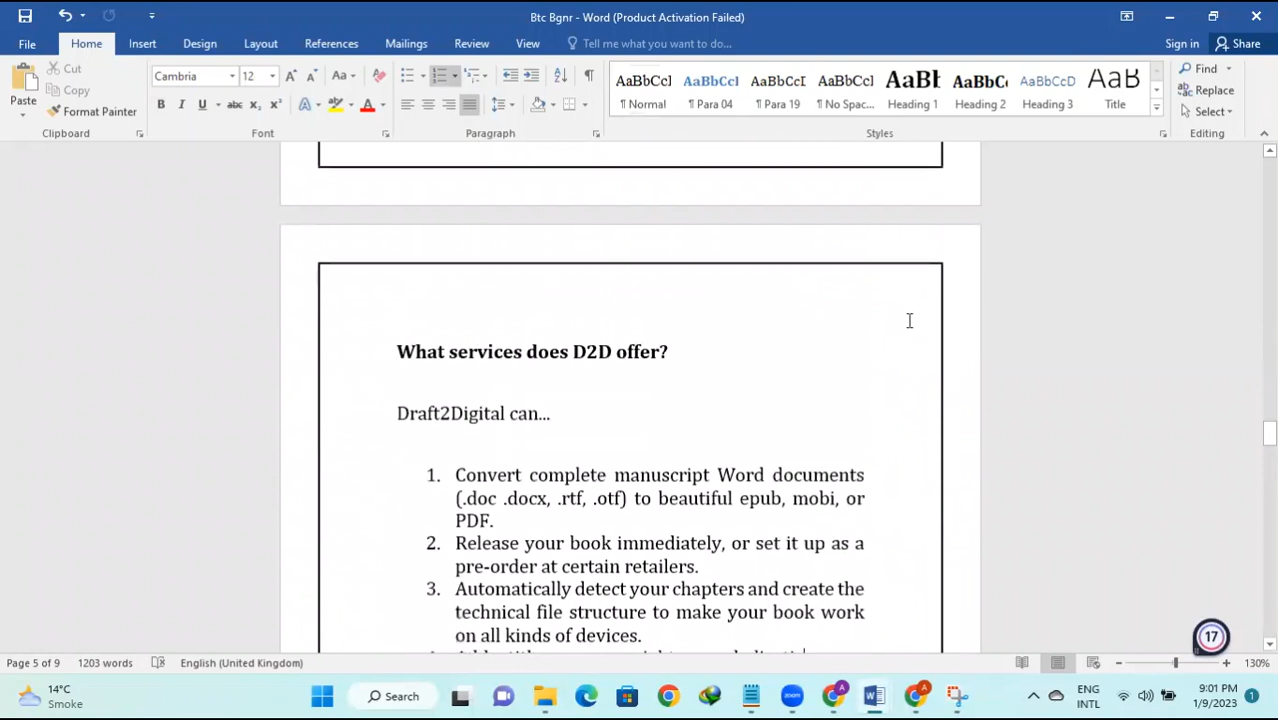 Btc Bgnr - Word (Product Activation Failed)
File Home Insert Design Layout References Mailings Review View Tell me what you want to do... Sign in Share
Paste
Cut
Copy
Format Painter
Clipboard
Cambria 12 Aa
B I U abc x₂ x² A A
Font
Paragraph
AaBbCcI AaBbCcI AaBbCcI AaBbCcI AaBł AaBbC AaBbCcD AaB
¶ Normal ¶ Para 04 ¶ Para 19 ¶ No Spac... Heading 1 Heading 2 Heading 3 Title
Styles
Find
Replace
Select
Editing
What services does D2D offer?
Draft2Digital can...
1. Convert complete manuscript Word documents
(.doc .docx, .rtf, .otf) to beautiful epub, mobi, or
PDF.
2. Release your book immediately, or set it up as a
pre-order at certain retailers.
3. Automatically detect your chapters and create the
technical file structure to make your book work
on all kinds of devices.
17
Page 5 of 9 1203 words English (United Kingdom) 130%
14°C
Smoke
Search
zoom
ENG
INTL
9:01 PM
1/9/2023
1